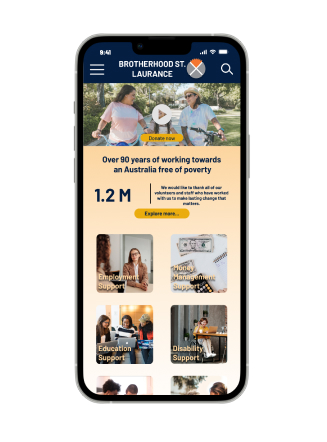 9:41
BROTHERHOOD ST.
LAURANCE
Donate now
Over 90 years of working towards
an Australia free of poverty
1.2 M
We would like to thank all of our
volunteers and staff who have worked
with us to make lasting change that
matters.
Explore more...
Employment
Support
Money
Management
Support
Education
Support
Disability
Support